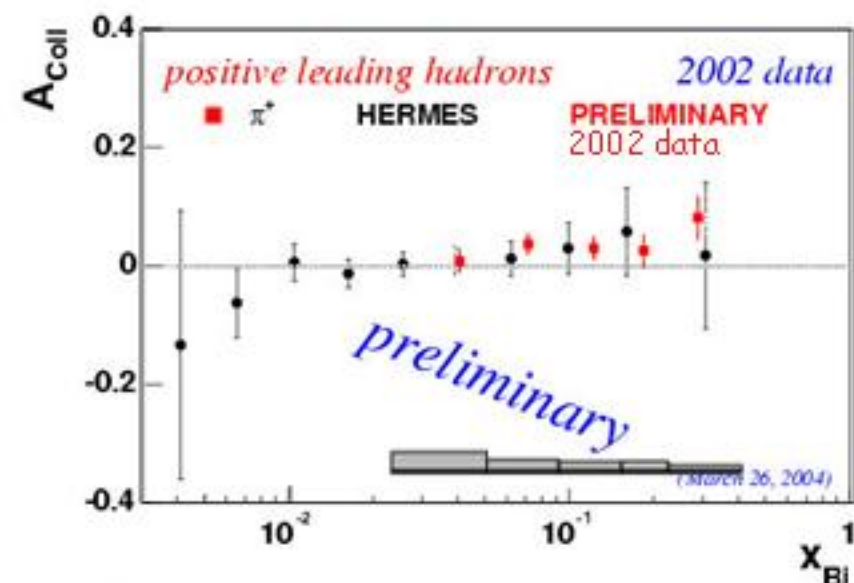 0.4
A_Coll
positive leading hadrons 2002 data
π⁺ HERMES PRELIMINARY
2002 data
0.2
0
-0.2
preliminary
(March 26, 2004)
-0.4
10⁻² 10⁻¹ 1
x_Bj